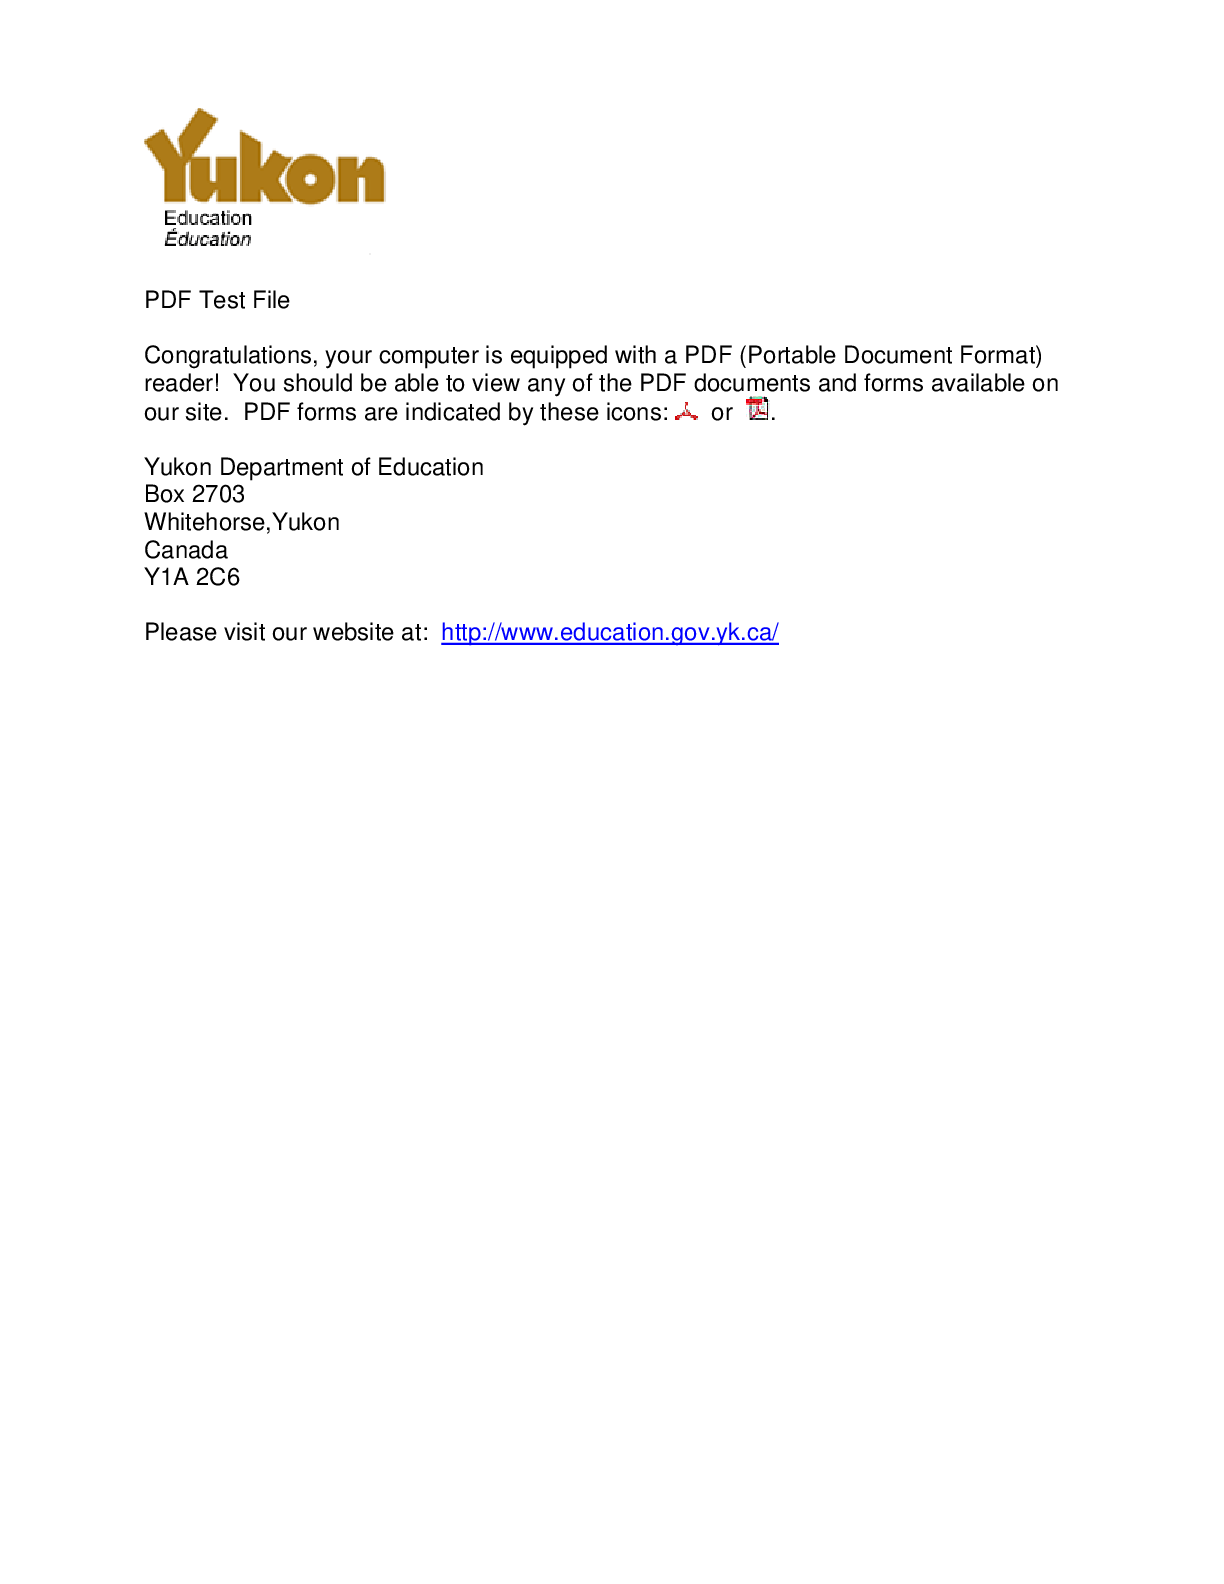 Yukon
Education
Éducation
PDF Test File
Congratulations, your computer is equipped with a PDF (Portable Document Format)
reader!  You should be able to view any of the PDF documents and forms available on
our site.  PDF forms are indicated by these icons: or .
Yukon Department of Education
Box 2703
Whitehorse,Yukon
Canada
Y1A 2C6
Please visit our website at:  http://www.education.gov.yk.ca/